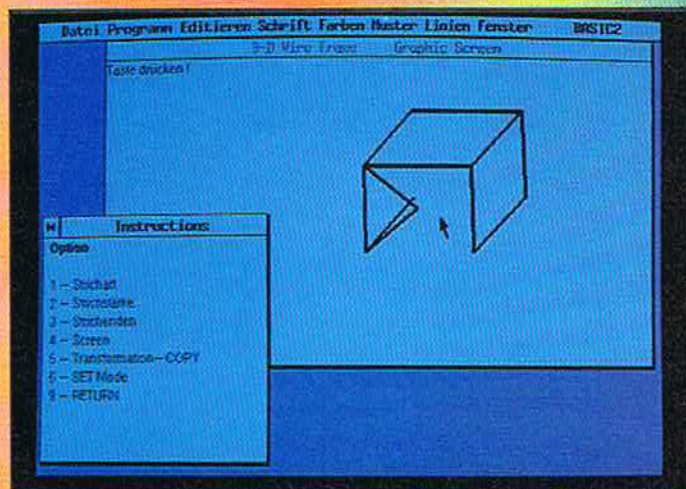 Datei Programm Editieren Schrift Farben Muster Linien Fenster BASIC2
3-D Wire Frame Graphic Screen
Taste drücken !
Instructions
Option
1 – Strichart
2 – Strichstärke
3 – Strichenden
4 – Screen
5 – Transformation–COPY
6 – SET Mode
9 – RETURN